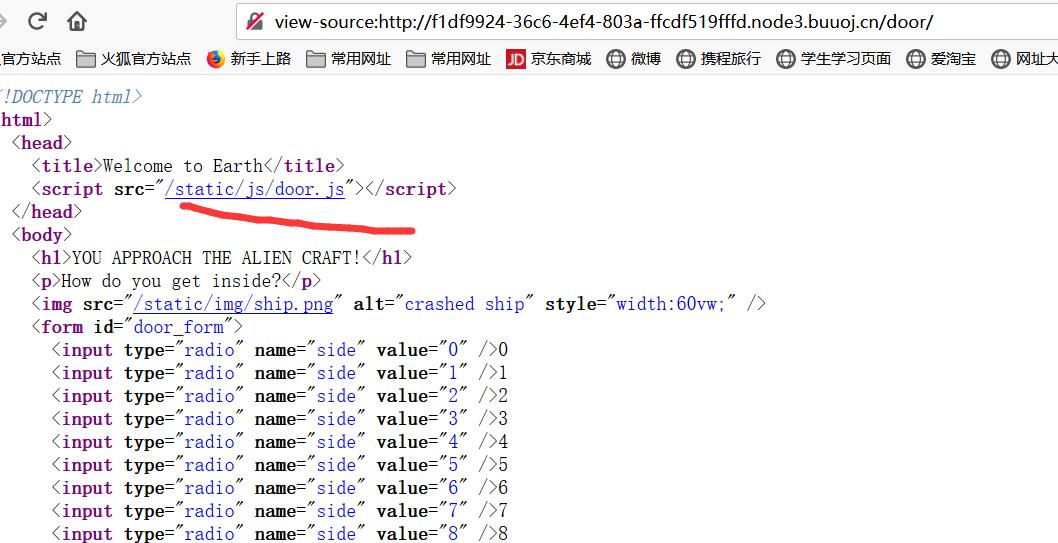 view-source:http://f1df9924-36c6-4ef4-803a-ffcdf519fffd.node3.buuoj.cn/door/
官方站点 火狐官方站点 新手上路 常用网址 常用网址 JD 京东商城 微博 携程旅行 学生学习页面 爱淘宝 网址大
!DOCTYPE html>
html>
<head>
<title>Welcome to Earth</title>
<script src="/static/js/door.js"></script>
</head>
<body>
<h1>YOU APPROACH THE ALIEN CRAFT!</h1>
<p>How do you get inside?</p>
<img src="/static/img/ship.png" alt="crashed ship" style="width:60vw;" />
<form id="door_form">
<input type="radio" name="side" value="0" />0
<input type="radio" name="side" value="1" />1
<input type="radio" name="side" value="2" />2
<input type="radio" name="side" value="3" />3
<input type="radio" name="side" value="4" />4
<input type="radio" name="side" value="5" />5
<input type="radio" name="side" value="6" />6
<input type="radio" name="side" value="7" />7
<input type="radio" name="side" value="8" />8